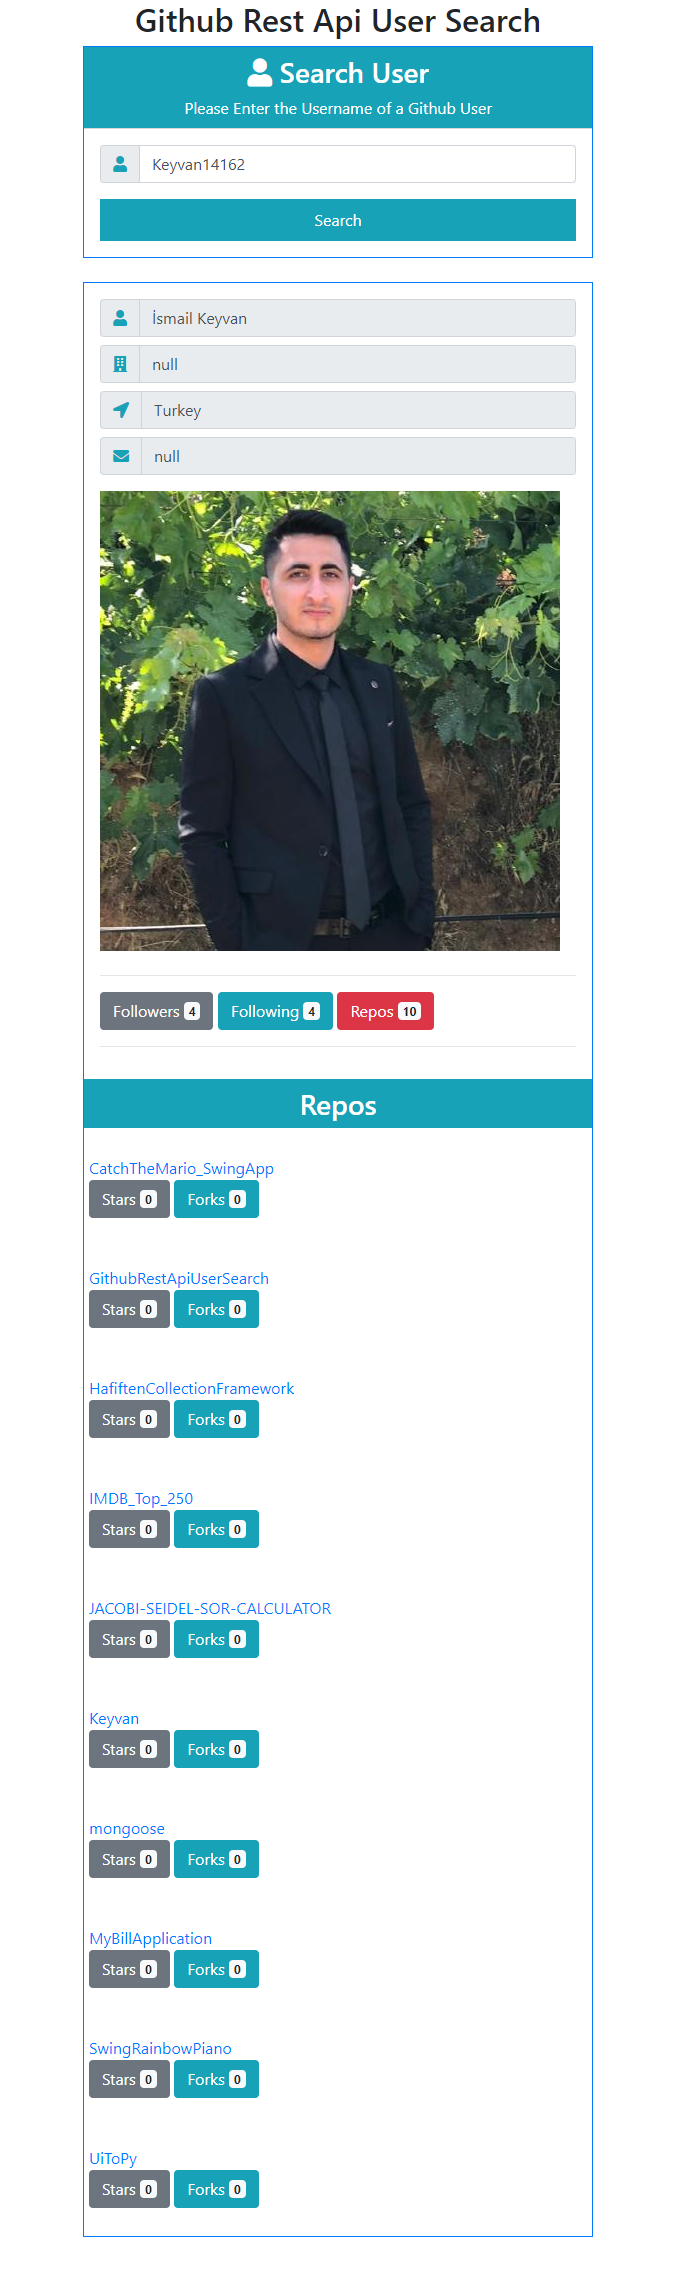 Github Rest Api User Search
Search User
Please Enter the Username of a Github User
Keyvan14162
Search
İsmail Keyvan
null
Turkey
null
Followers 4 Following 4 Repos 10
Repos
CatchTheMario_SwingApp
Stars 0 Forks 0
GithubRestApiUserSearch
Stars 0 Forks 0
HafiftenCollectionFramework
Stars 0 Forks 0
IMDB_Top_250
Stars 0 Forks 0
JACOBI-SEIDEL-SOR-CALCULATOR
Stars 0 Forks 0
Keyvan
Stars 0 Forks 0
mongoose
Stars 0 Forks 0
MyBillApplication
Stars 0 Forks 0
SwingRainbowPiano
Stars 0 Forks 0
UiToPy
Stars 0 Forks 0